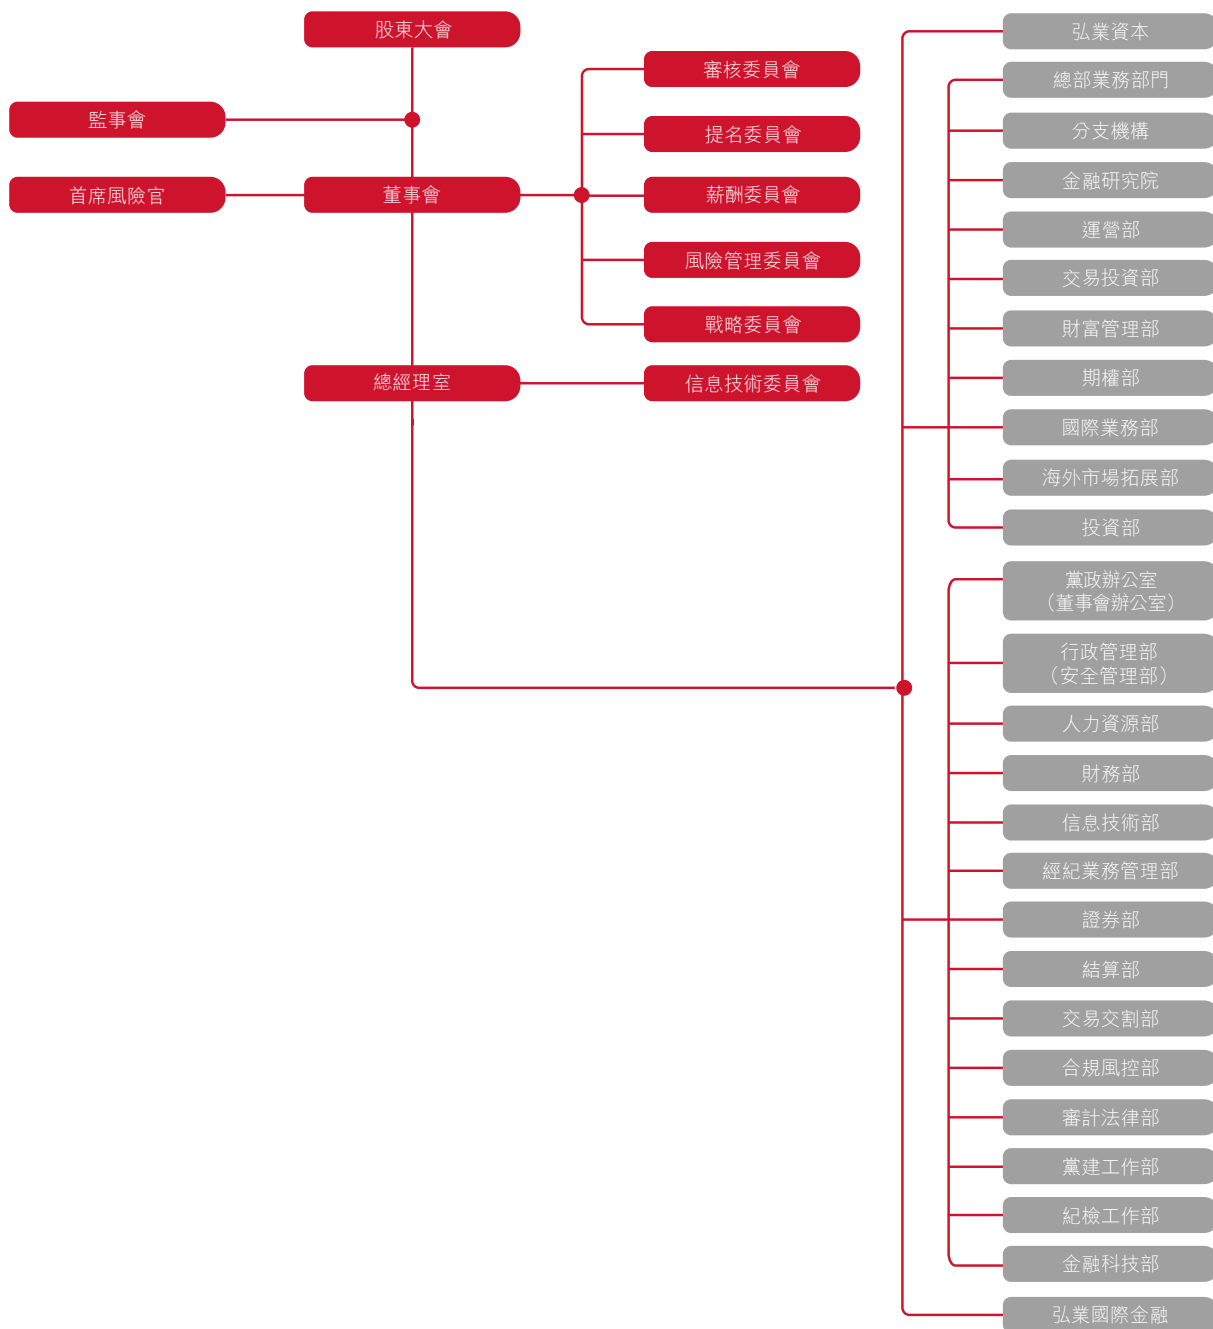 股東大會
監事會
首席風險官
董事會
審核委員會
提名委員會
薪酬委員會
風險管理委員會
戰略委員會
總經理室
信息技術委員會
弘業資本
總部業務部門
分支機構
金融研究院
運營部
交易投資部
財富管理部
期權部
國際業務部
海外市場拓展部
投資部
黨政辦公室
（董事會辦公室）
行政管理部
（安全管理部）
人力資源部
財務部
信息技術部
經紀業務管理部
證券部
結算部
交易交割部
合規風控部
審計法律部
黨建工作部
紀檢工作部
金融科技部
弘業國際金融